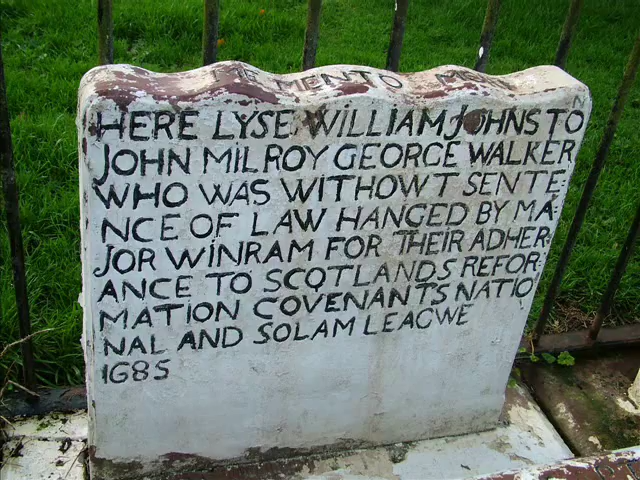 MEMENTO MORI
HERE LYSE WILLIAM JOHNSTON
JOHN MILROY GEORGE WALKER
WHO WAS WITHOWT SENTE-
NCE OF LAW HANGED BY MA-
JOR WINRAM FOR THEIR ADHER-
ANCE TO SCOTLANDS REFOR-
MATION COVENANTS NATIO
NAL AND SOLAM LEAGWE
1685